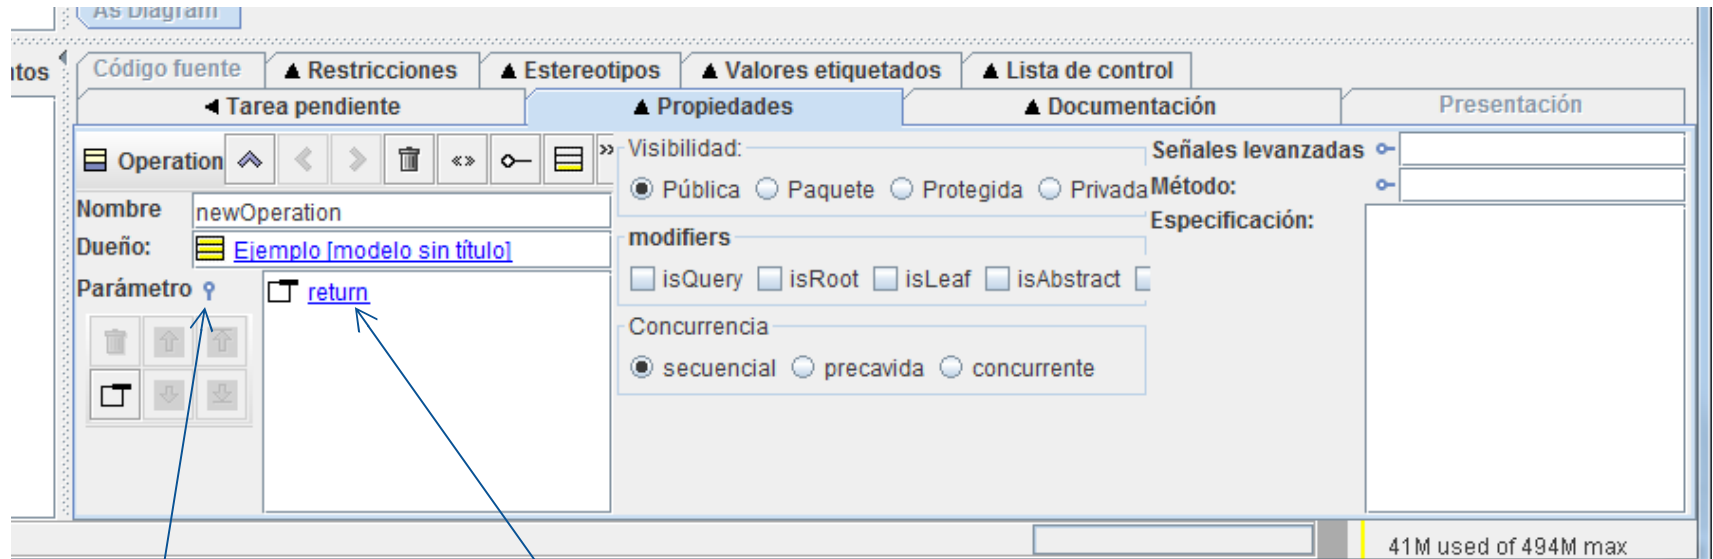 As Diagram
ntos
Código fuente
Restricciones
Estereotipos
Valores etiquetados
Lista de control
Tarea pendiente
Propiedades
Documentación
Presentación
Operation
«»
»
Nombre
newOperation
Dueño:
Ejemplo [modelo sin título]
Parámetro
return
Visibilidad:
Pública Paquete Protegida Privada
modifiers
isQuery isRoot isLeaf isAbstract
Concurrencia
secuencial precavida concurrente
Señales levanzadas
Método:
Especificación:
41M used of 494M max